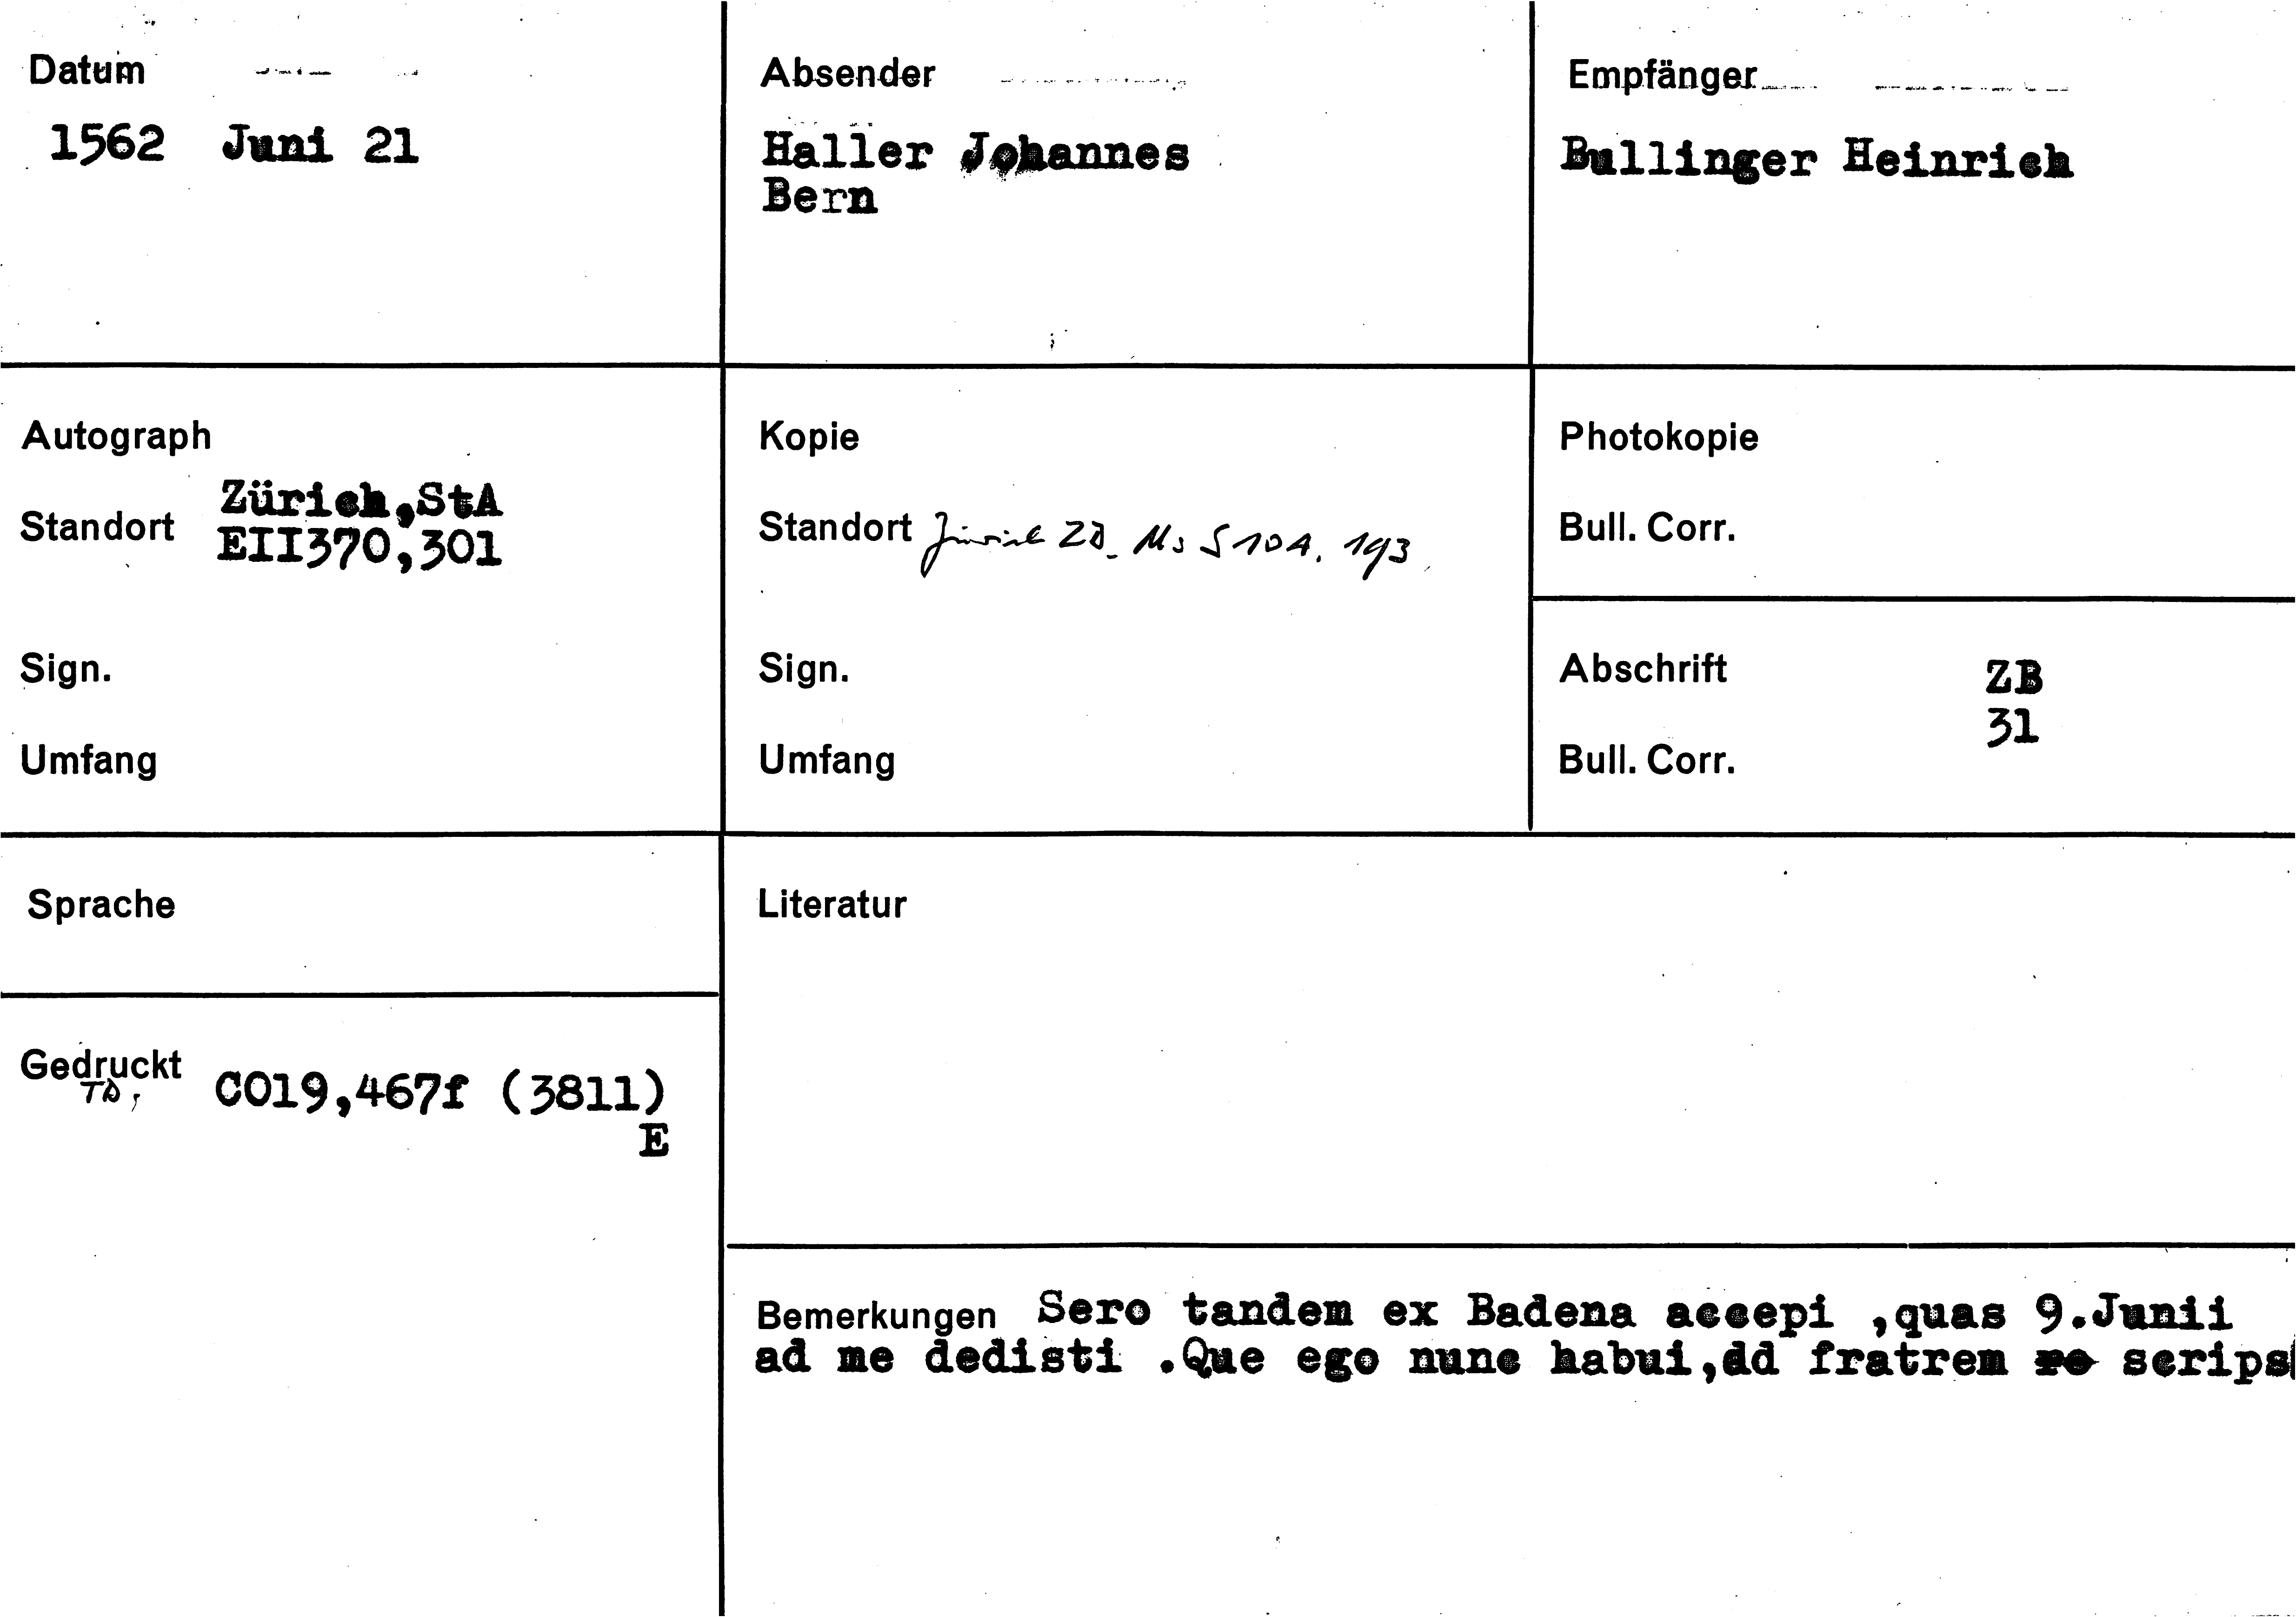 Datum
1562 Juni 21
Absender
Haller Johannes
Bern
Empfänger
Bullinger Heinrich
Autograph
Standort Zürich,StA
EII370,301
Sign.
Umfang
Kopie
Standort Zürich ZB. Ms S 104, 193
Sign.
Umfang
Photokopie
Bull. Corr.
Abschrift ZB
31
Bull. Corr.
Sprache
Gedruckt
TD, CO19,467f (3811)
E
Literatur
Bemerkungen Sero tandem ex Badena accepi ,quas 9.Junii
ad me dedisti .Que ego nunc habui,ad fratrem re scrips